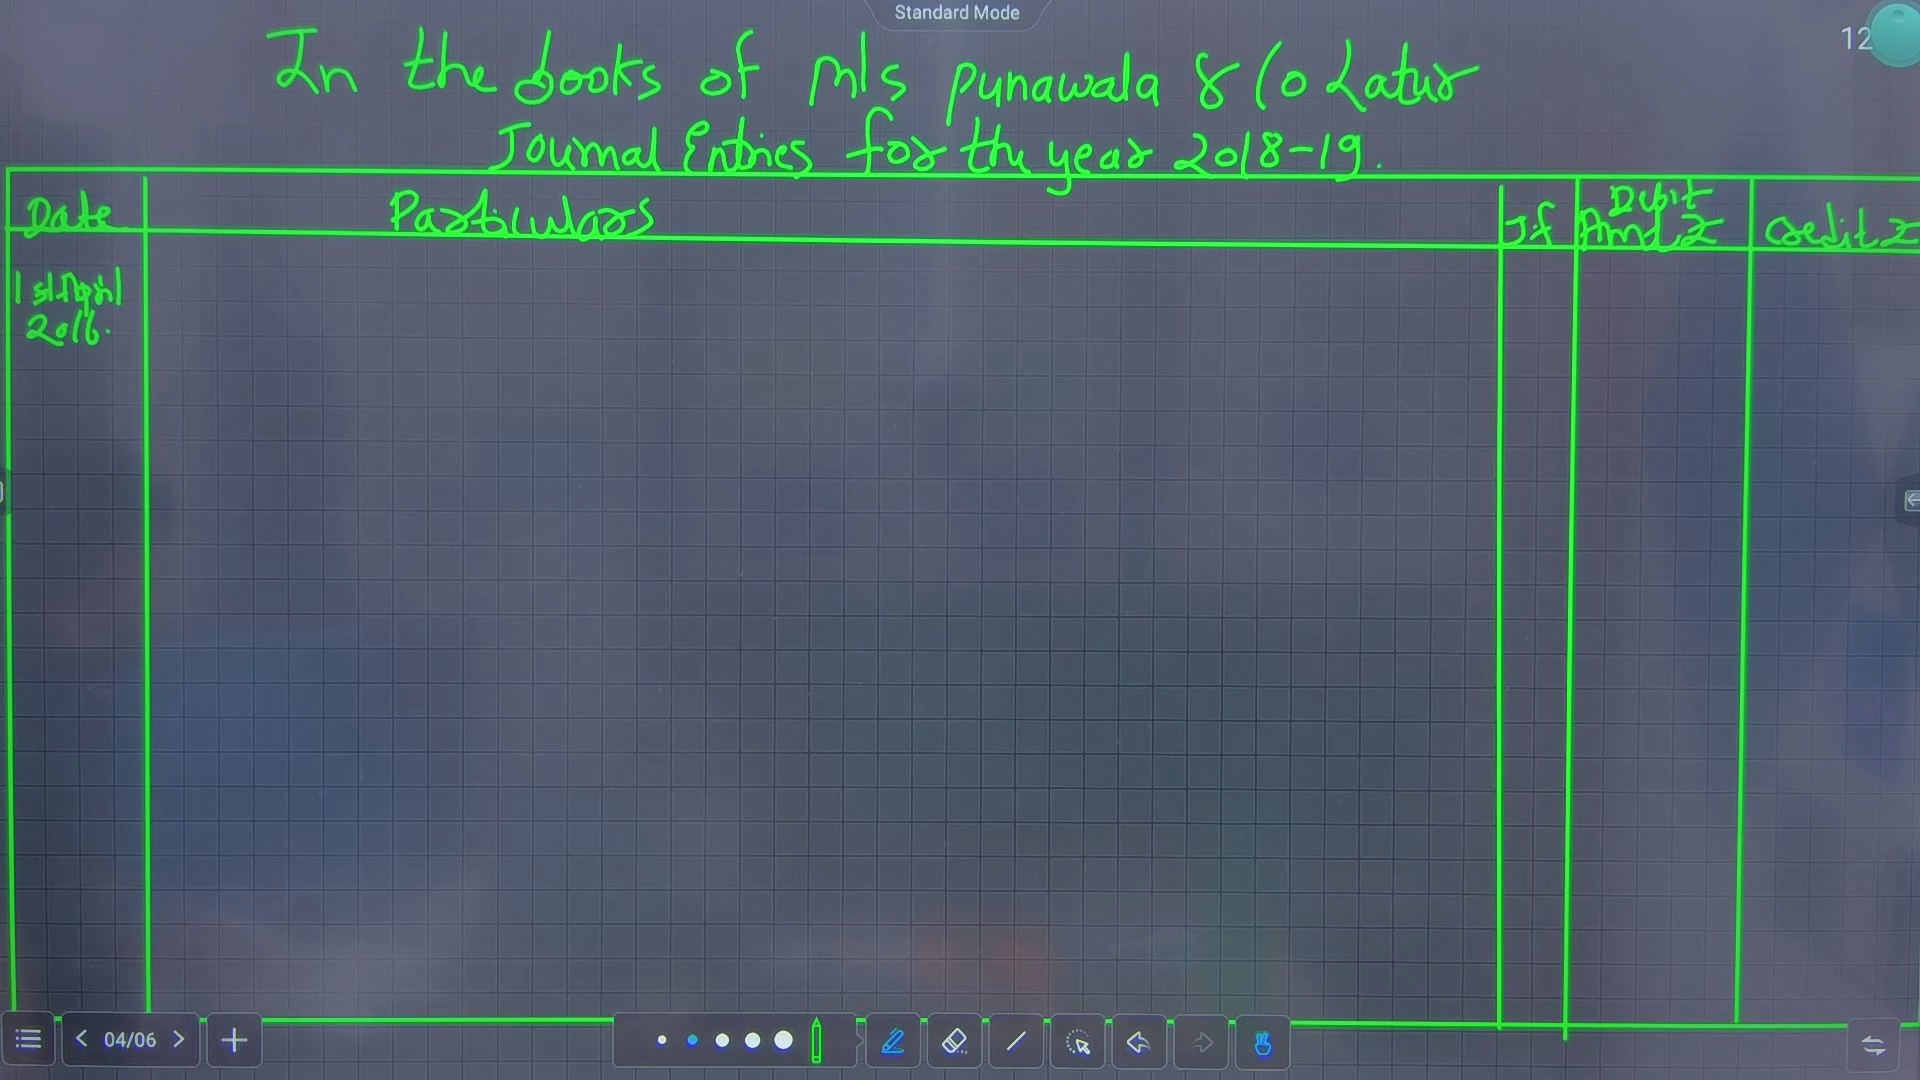 Standard Mode
12
In the books of M/s Punawala & Co Latur
Journal Entries for the year 2018-19.
Date Particulars J.f Debit Amt ₹ Credit ₹
1st April
2016.
04/06